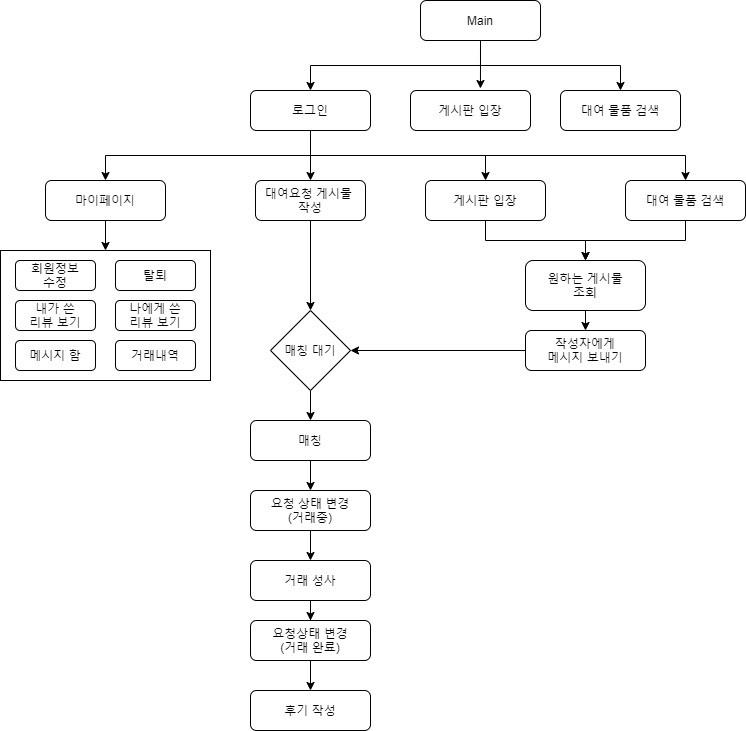 Main
로그인
게시판 입장
대여 물품 검색
마이페이지
대여요청 게시물
작성
게시판 입장
대여 물품 검색
회원정보
수정
탈퇴
내가 쓴
리뷰 보기
나에게 쓴
리뷰 보기
메시지 함
거래내역
원하는 게시물
조회
작성자에게
메시지 보내기
매칭 대기
매칭
요청 상태 변경
(거래중)
거래 성사
요청상태 변경
(거래 완료)
후기 작성